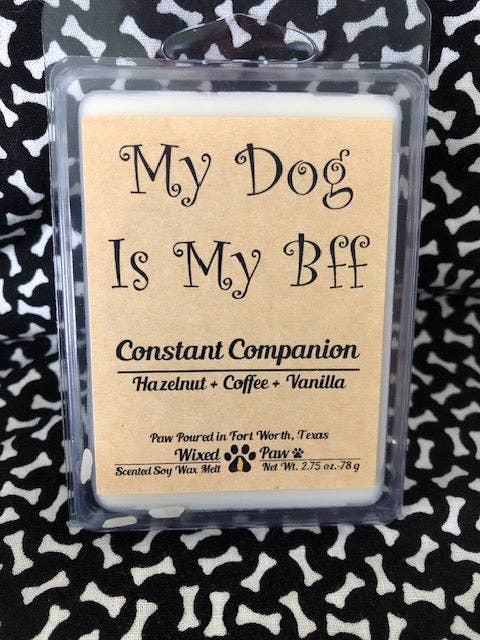 My Dog
Is My Bff
Constant Companion
Hazelnut + Coffee + Vanilla
Paw Poured in Fort Worth, Texas
Wixed Paw
Scented Soy Wax Melt Net Wt. 2.75 oz.-78 g